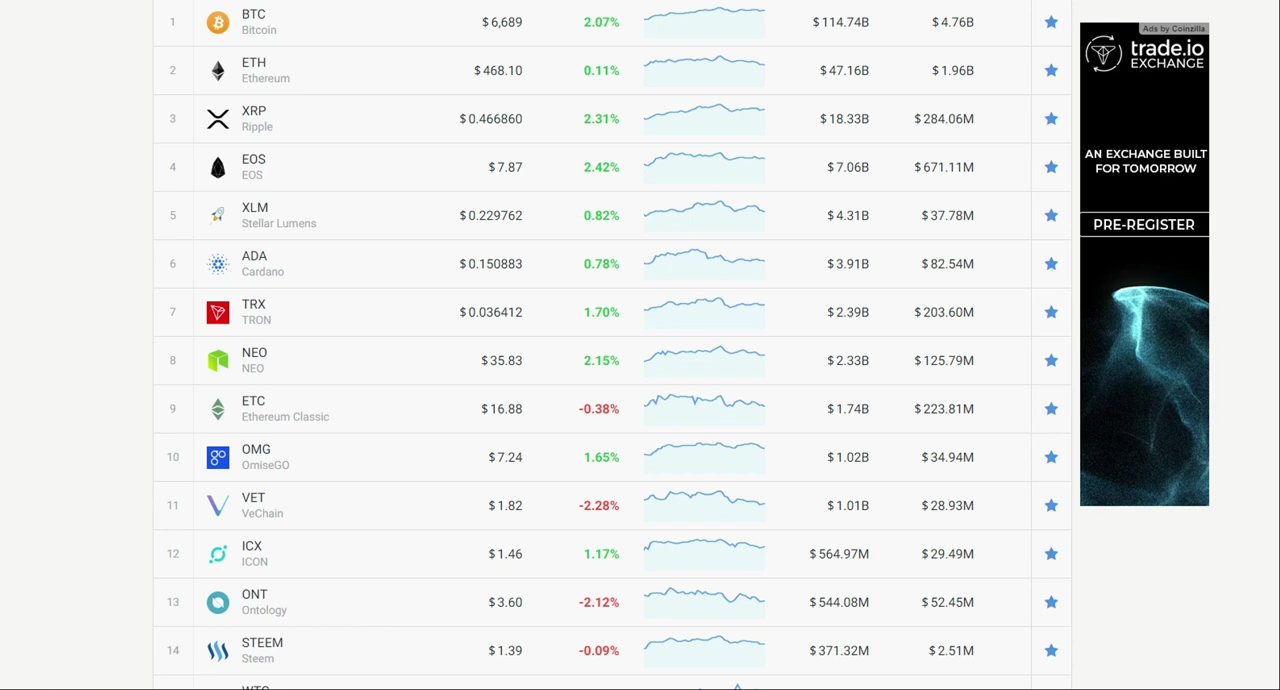 1 BTC $ 6,689 2.07% $ 114.74B $ 4.76B
Bitcoin
2 ETH $ 468.10 0.11% $ 47.16B $ 1.96B
Ethereum
3 XRP $ 0.466860 2.31% $ 18.33B $ 284.06M
Ripple
4 EOS $ 7.87 2.42% $ 7.06B $ 671.11M
EOS
5 XLM $ 0.229762 0.82% $ 4.31B $ 37.78M
Stellar Lumens
6 ADA $ 0.150883 0.78% $ 3.91B $ 82.54M
Cardano
7 TRX $ 0.036412 1.70% $ 2.39B $ 203.60M
TRON
8 NEO $ 35.83 2.15% $ 2.33B $ 125.79M
NEO
9 ETC $ 16.88 -0.38% $ 1.74B $ 223.81M
Ethereum Classic
10 OMG $ 7.24 1.65% $ 1.02B $ 34.94M
OmiseGO
11 VET $ 1.82 -2.28% $ 1.01B $ 28.93M
VeChain
12 ICX $ 1.46 1.17% $ 564.97M $ 29.49M
ICON
13 ONT $ 3.60 -2.12% $ 544.08M $ 52.45M
Ontology
14 STEEM $ 1.39 -0.09% $ 371.32M $ 2.51M
Steem
Ads by Coinzilla
trade.io
EXCHANGE
AN EXCHANGE BUILT
FOR TOMORROW
PRE-REGISTER